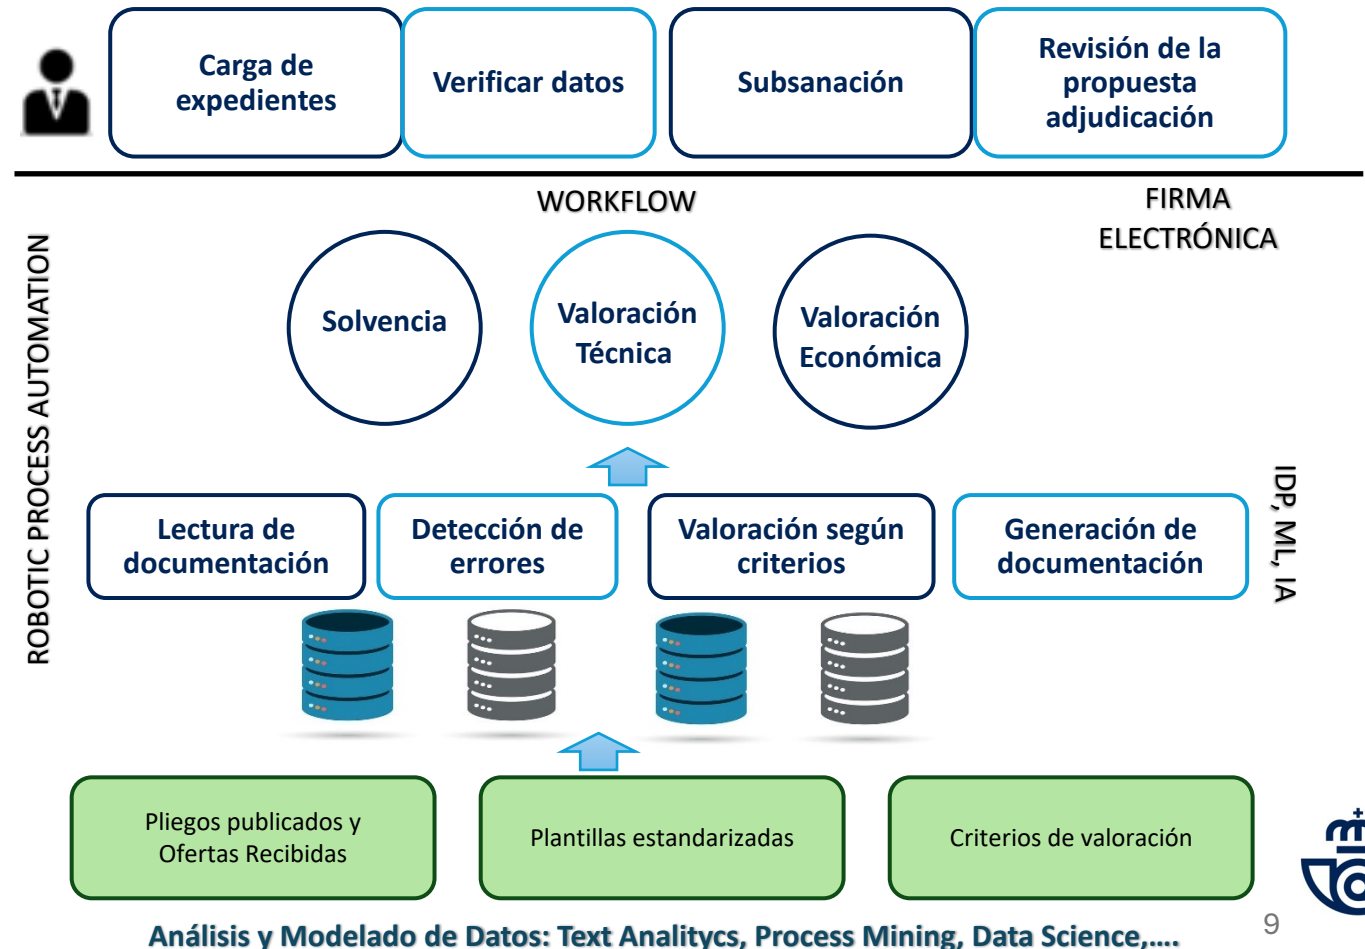 Carga de
expedientes
Verificar datos
Subsanación
Revisión de la
propuesta
adjudicación
WORKFLOW
FIRMA
ELECTRÓNICA
ROBOTIC PROCESS AUTOMATION
Solvencia
Valoración
Técnica
Valoración
Económica
IDP, ML, IA
Lectura de
documentación
Detección de
errores
Valoración según
criterios
Generación de
documentación
Pliegos publicados y
Ofertas Recibidas
Plantillas estandarizadas
Criterios de valoración
Análisis y Modelado de Datos: Text Analitycs, Process Mining, Data Science,....
9